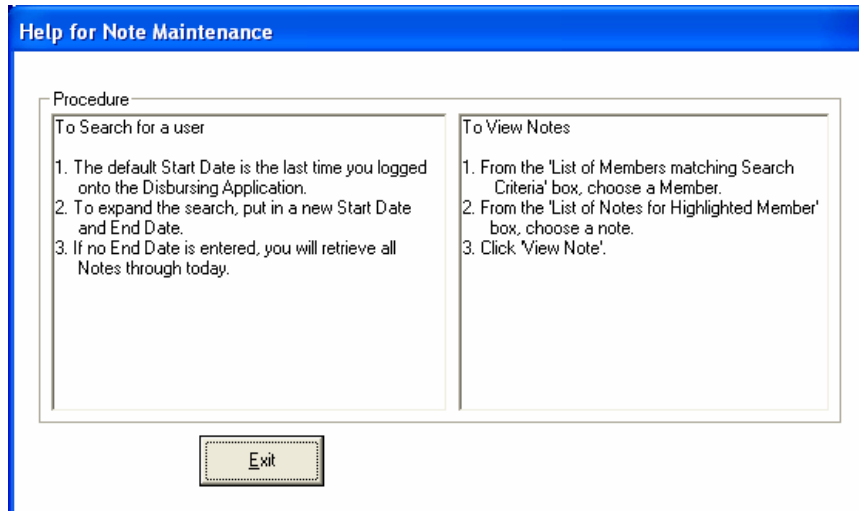 Help for Note Maintenance
Procedure
To Search for a user
1. The default Start Date is the last time you logged
onto the Disbursing Application.
2. To expand the search, put in a new Start Date
and End Date.
3. If no End Date is entered, you will retrieve all
Notes through today.
To View Notes
1. From the 'List of Members matching Search
Criteria' box, choose a Member.
2. From the 'List of Notes for Highlighted Member'
box, choose a note.
3. Click 'View Note'.
Exit